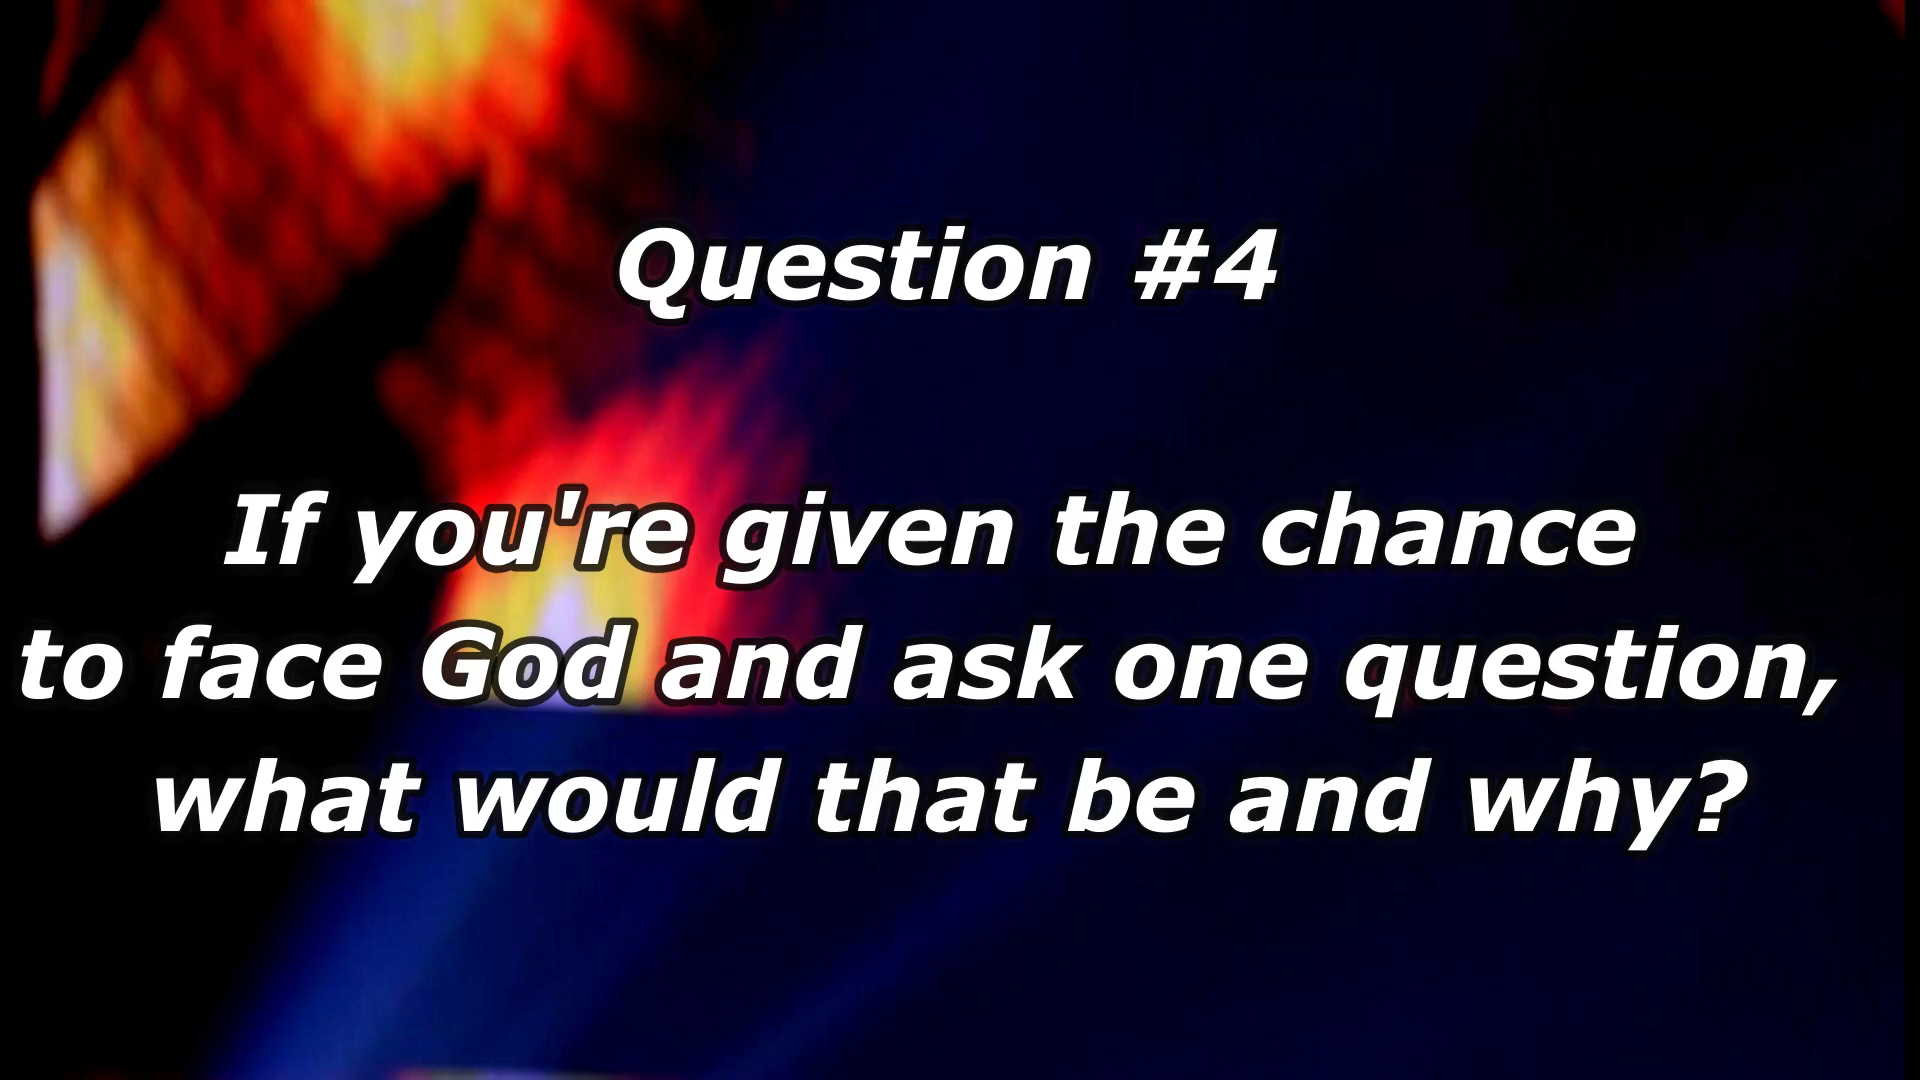 Question #4
If you're given the chance
to face God and ask one question,
what would that be and why?